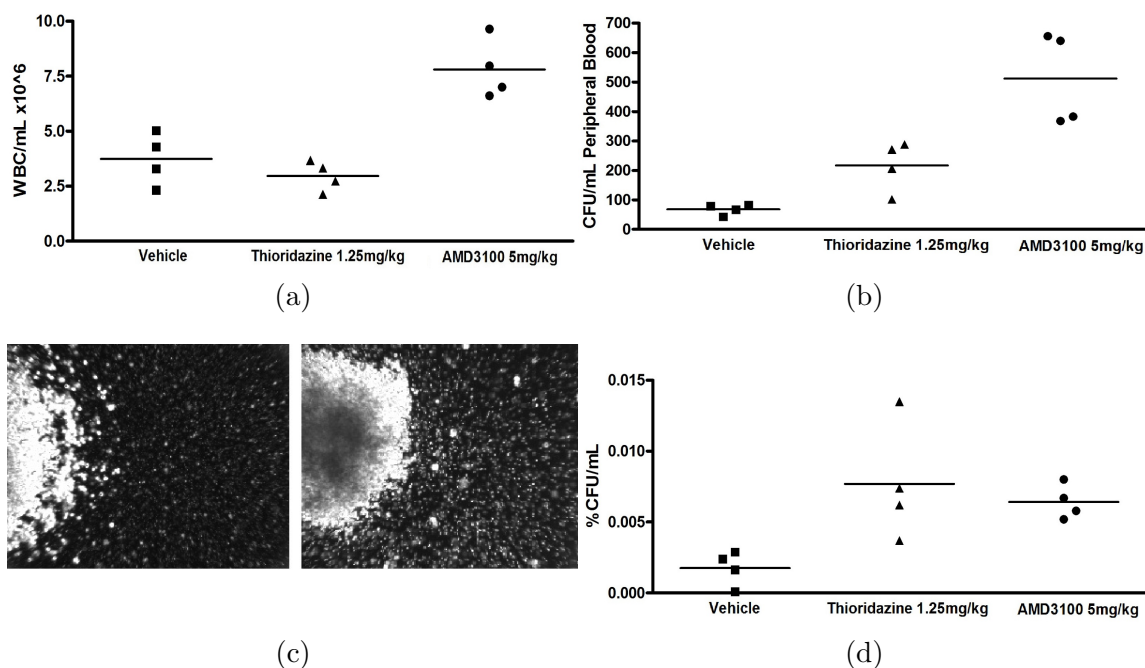 WBC/mL x10^6
10.0
7.5
5.0
2.5
0.0
Vehicle
Thioridazine 1.25mg/kg
AMD3100 5mg/kg
(a)
CFU/mL Peripheral Blood
700
600
500
400
300
200
100
0
Vehicle
Thioridazine 1.25mg/kg
AMD3100 5mg/kg
(b)
(c)
%CFU/mL
0.015
0.010
0.005
0.000
Vehicle
Thioridazine 1.25mg/kg
AMD3100 5mg/kg
(d)